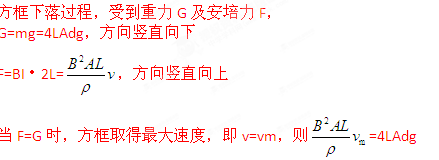 方框下落过程，受到重力 G 及安培力 F，
G=mg=4LAdg，方向竖直向下
F=BI•2L=\frac{B^2AL}{ρ}v，方向竖直向上
当 F=G 时，方框取得最大速度，即 v=vm，则 \frac{B^2AL}{ρ}v_m=4LAdg